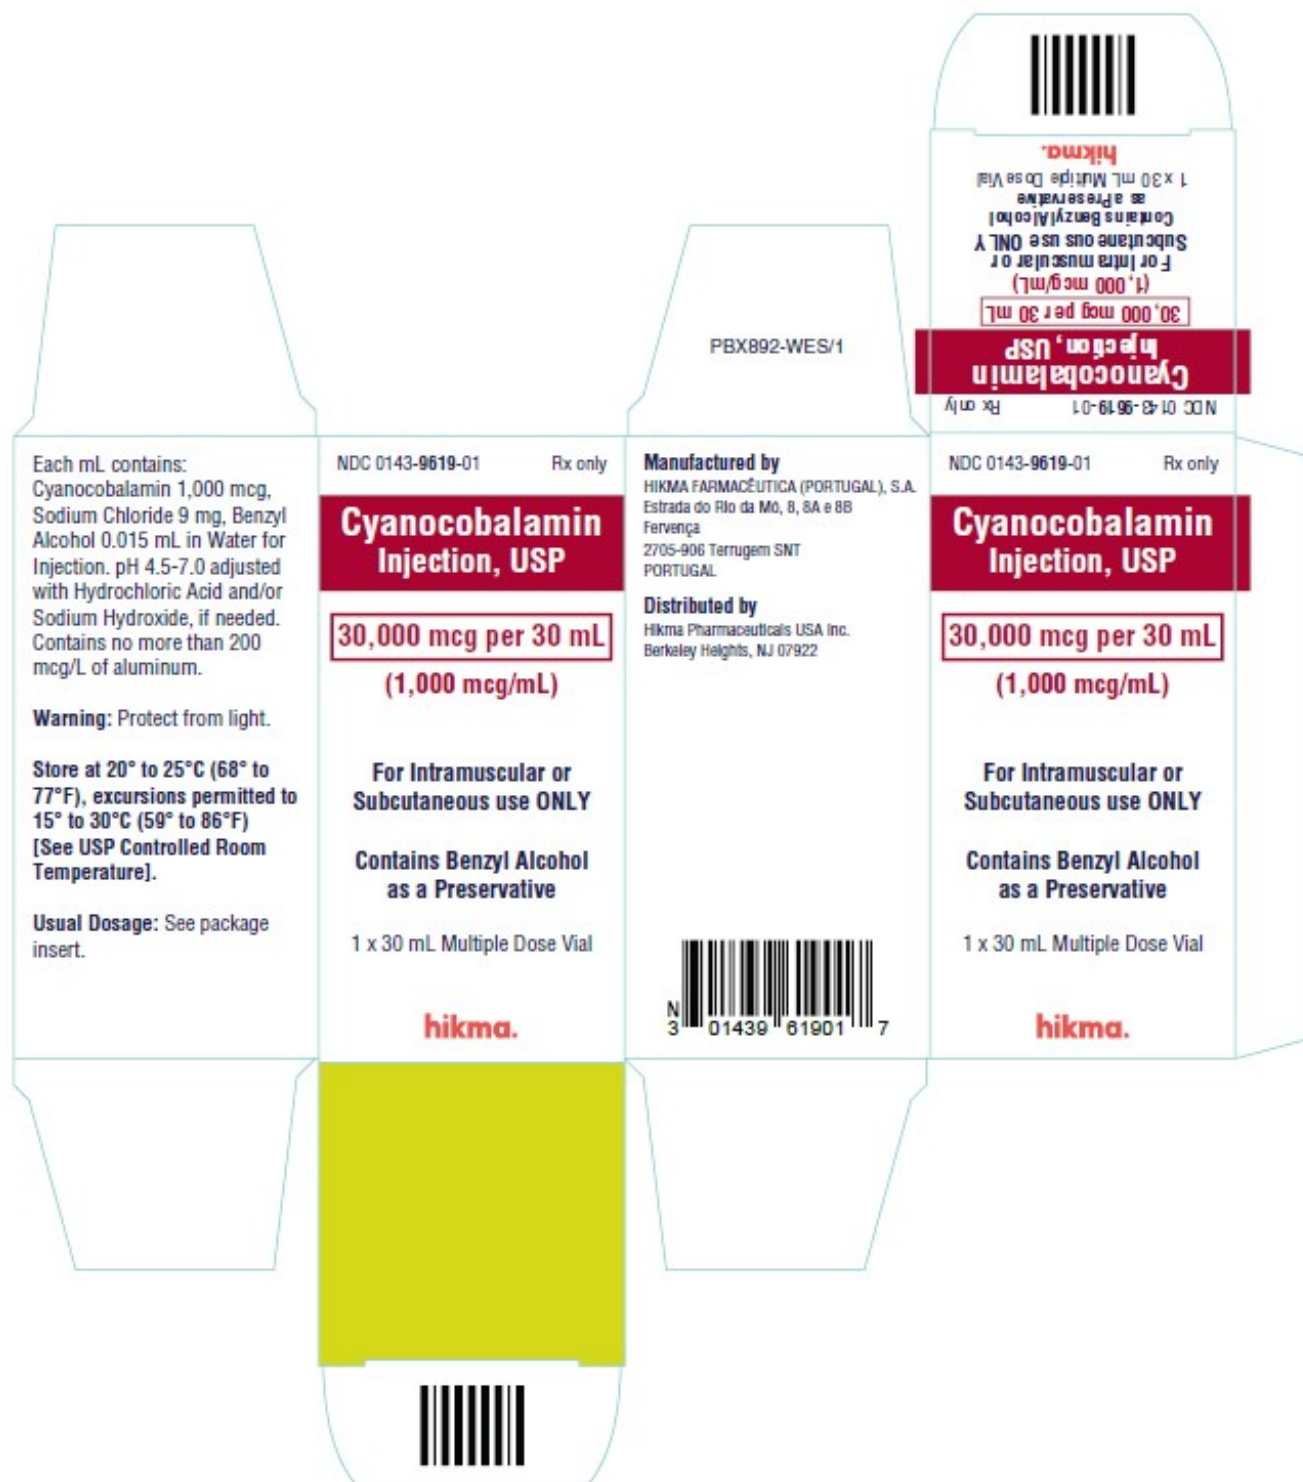 hikma.
1 x 30 mL Multiple Dose Vial
as a Preservative
Contains Benzyl Alcohol
Subcutaneous use ONLY
For Intramuscular or
(1,000 mcg/mL)
30,000 mcg per 30 mL
Injection, USP
Cyanocobalamin
NDC 0143-9619-01 Rx only
PBX892-WES/1
Each mL contains:
Cyanocobalamin 1,000 mcg,
Sodium Chloride 9 mg, Benzyl
Alcohol 0.015 mL in Water for
Injection. pH 4.5-7.0 adjusted
with Hydrochloric Acid and/or
Sodium Hydroxide, if needed.
Contains no more than 200
mcg/L of aluminum.
Warning: Protect from light.
Store at 20° to 25°C (68° to
77°F), excursions permitted to
15° to 30°C (59° to 86°F)
[See USP Controlled Room
Temperature].
Usual Dosage: See package
insert.
NDC 0143-9619-01 Rx only
Cyanocobalamin
Injection, USP
30,000 mcg per 30 mL
(1,000 mcg/mL)
For Intramuscular or
Subcutaneous use ONLY
Contains Benzyl Alcohol
as a Preservative
1 x 30 mL Multiple Dose Vial
hikma.
Manufactured by
HIKMA FARMACÊUTICA (PORTUGAL), S.A.
Estrada do Rio da Mó, 8, 8A e 8B
Fervença
2705-906 Terrugem SNT
PORTUGAL
Distributed by
Hikma Pharmaceuticals USA Inc.
Berkeley Heights, NJ 07922
N
3 01439 61901 7
NDC 0143-9619-01 Rx only
Cyanocobalamin
Injection, USP
30,000 mcg per 30 mL
(1,000 mcg/mL)
For Intramuscular or
Subcutaneous use ONLY
Contains Benzyl Alcohol
as a Preservative
1 x 30 mL Multiple Dose Vial
hikma.